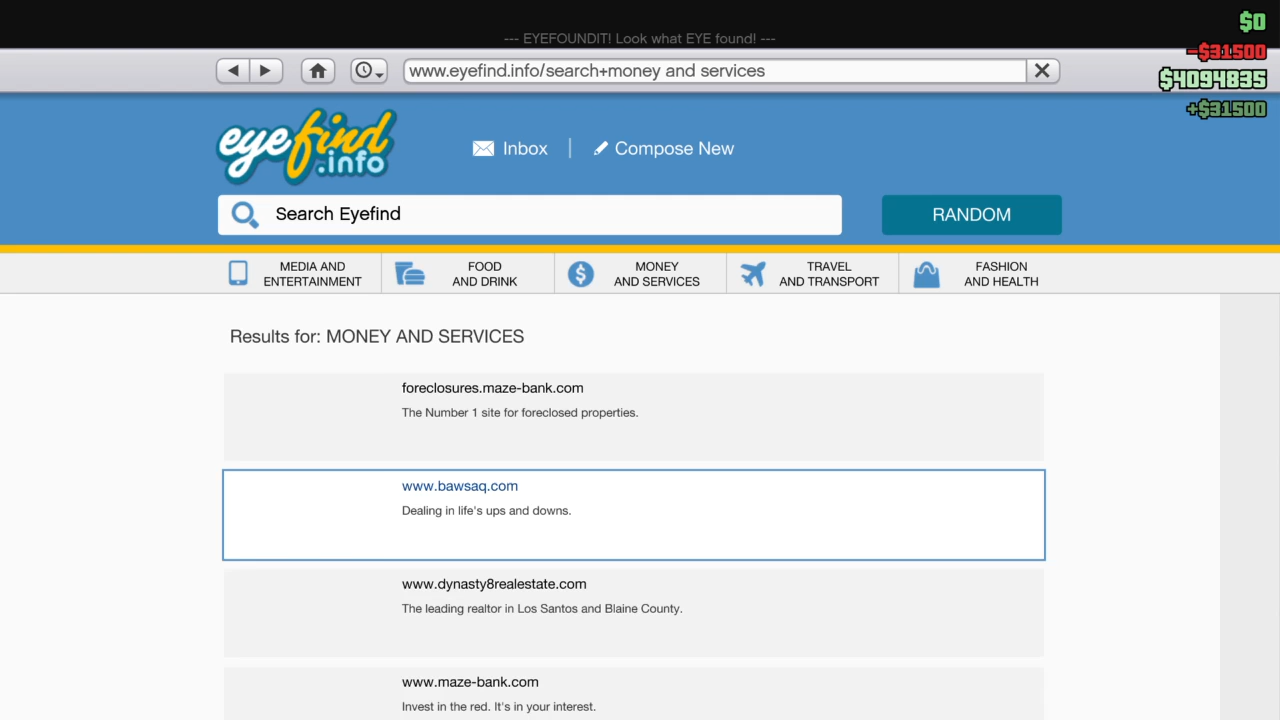 $0
--- EYEFOUNDIT! Look what EYE found! ---
-$31500
www.eyefind.info/search+money and services
$4094835
+$31500
eyefind.info
Inbox
Compose New
Search Eyefind
RANDOM
MEDIA AND ENTERTAINMENT
FOOD AND DRINK
MONEY AND SERVICES
TRAVEL AND TRANSPORT
FASHION AND HEALTH
Results for: MONEY AND SERVICES
foreclosures.maze-bank.com
The Number 1 site for foreclosed properties.
www.bawsaq.com
Dealing in life's ups and downs.
www.dynasty8realestate.com
The leading realtor in Los Santos and Blaine County.
www.maze-bank.com
Invest in the red. It's in your interest.